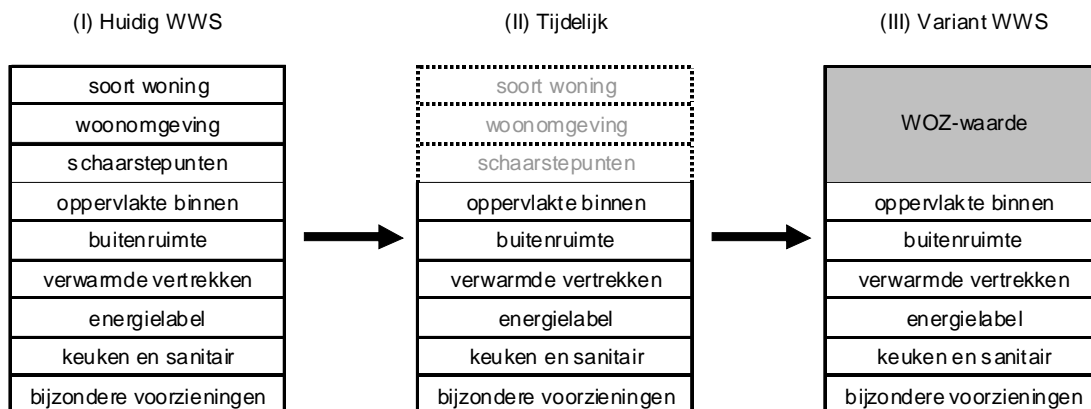 (I) Huidig WWS
soort woning
woonomgeving
schaarstepunten
oppervlakte binnen
buitenruimte
verwarmde vertrekken
energielabel
keuken en sanitair
bijzondere voorzieningen
(II) Tijdelijk
soort woning
woonomgeving
schaarstepunten
oppervlakte binnen
buitenruimte
verwarmde vertrekken
energielabel
keuken en sanitair
bijzondere voorzieningen
(III) Variant WWS
WOZ-waarde
oppervlakte binnen
buitenruimte
verwarmde vertrekken
energielabel
keuken en sanitair
bijzondere voorzieningen